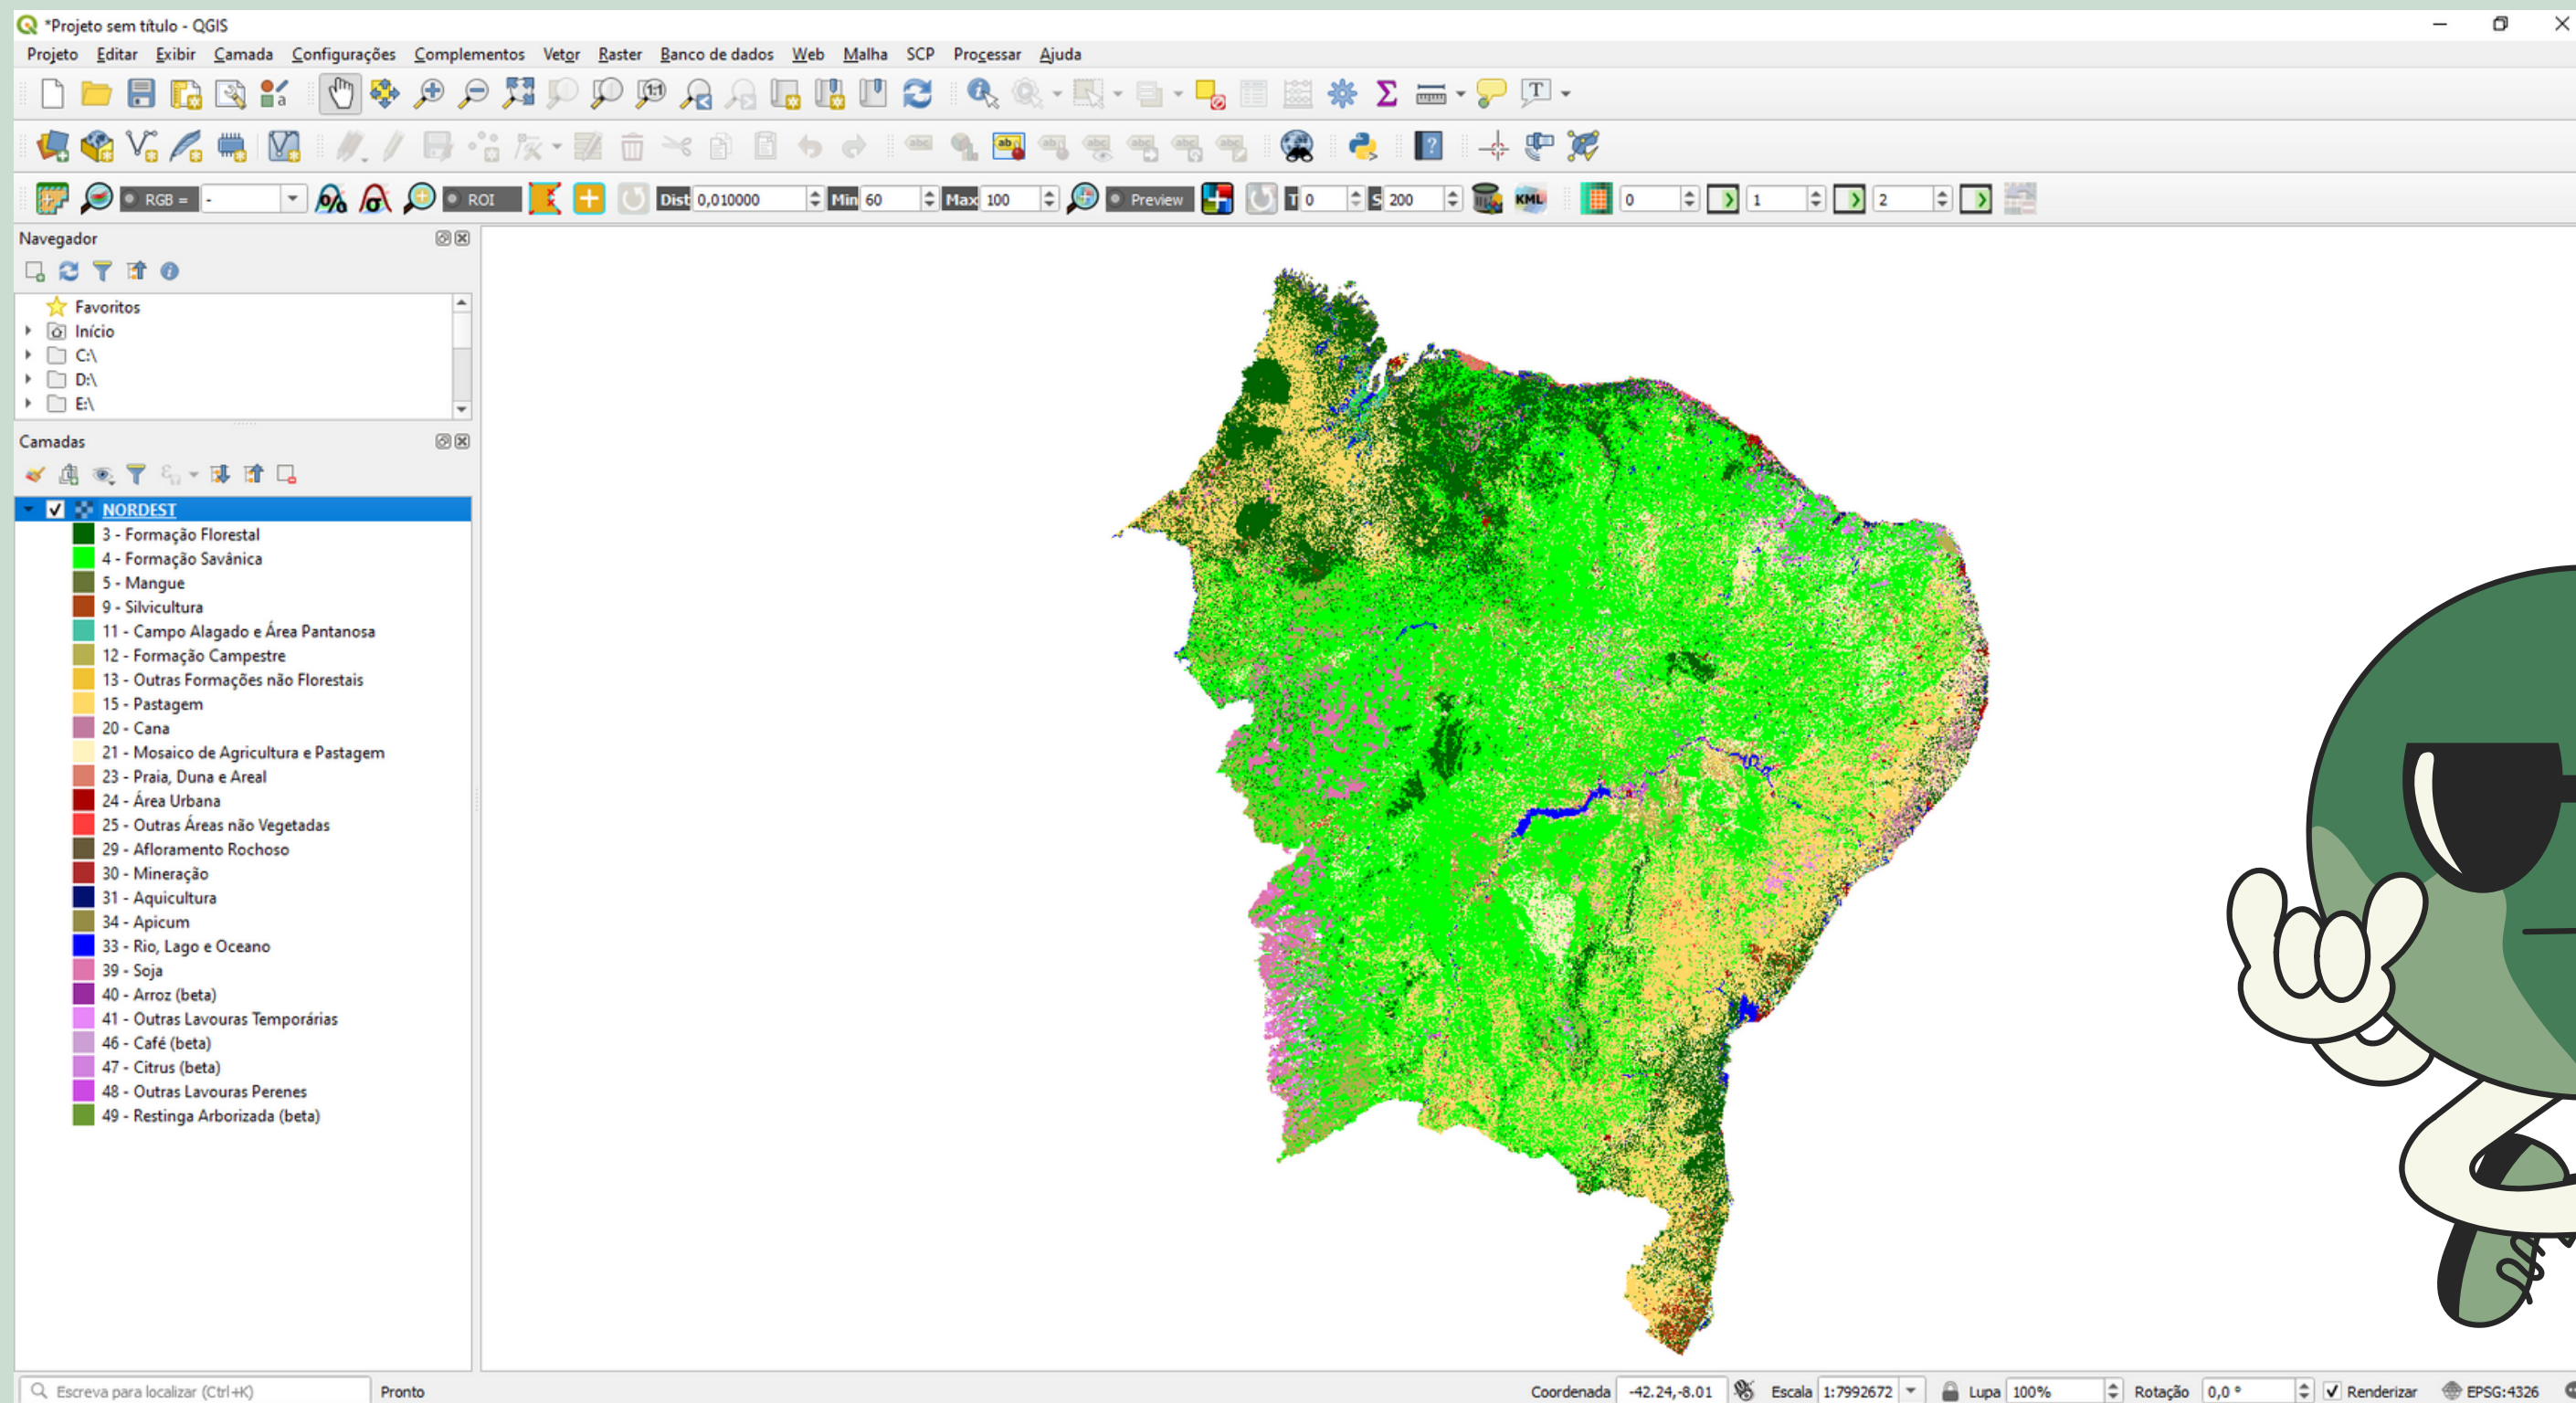 *Projeto sem título - QGIS
Projeto Editar Exibir Camada Configurações Complementos Vetor Raster Banco de dados Web Malha SCP Processar Ajuda
RGB = - ROI Dist 0,010000 Min 60 Max 100 Preview T 0 S 200 KML 0 1 2
Navegador
Favoritos
Início
C:\
D:\
E:\
Camadas
NORDEST
3 - Formação Florestal
4 - Formação Savânica
5 - Mangue
9 - Silvicultura
11 - Campo Alagado e Área Pantanosa
12 - Formação Campestre
13 - Outras Formações não Florestais
15 - Pastagem
20 - Cana
21 - Mosaico de Agricultura e Pastagem
23 - Praia, Duna e Areal
24 - Área Urbana
25 - Outras Áreas não Vegetadas
29 - Afloramento Rochoso
30 - Mineração
31 - Aquicultura
34 - Apicum
33 - Rio, Lago e Oceano
39 - Soja
40 - Arroz (beta)
41 - Outras Lavouras Temporárias
46 - Café (beta)
47 - Citrus (beta)
48 - Outras Lavouras Perenes
49 - Restinga Arborizada (beta)
Escreva para localizar (Ctrl+K) Pronto Coordenada -42.24,-8.01 Escala 1:7992672 Lupa 100% Rotação 0,0 ° Renderizar EPSG:4326